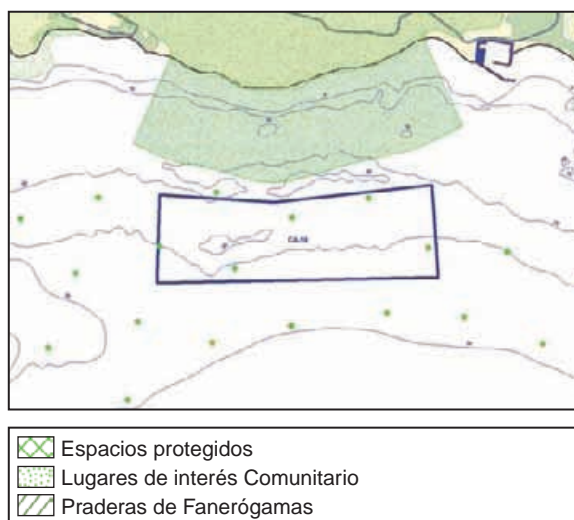 Espacios protegidos
Lugares de interés Comunitario
Praderas de Fanerógamas